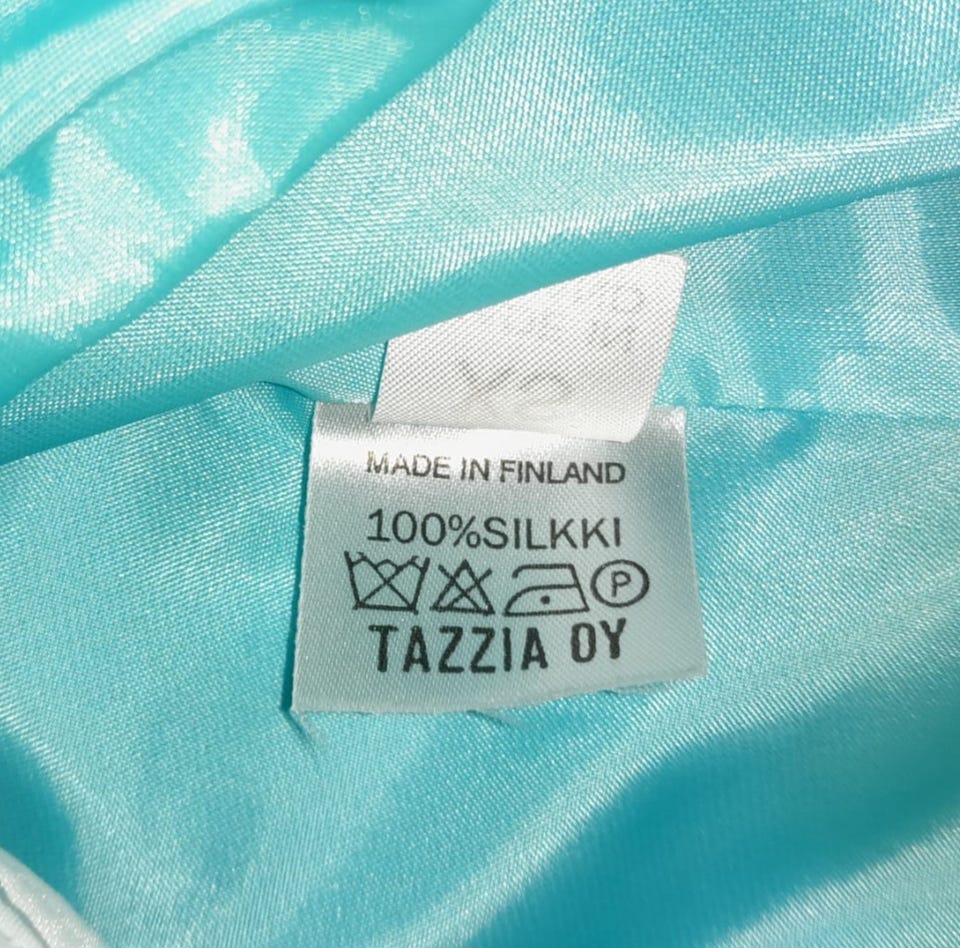 MADE IN FINLAND
100%SILKKI
P
TAZZIA OY